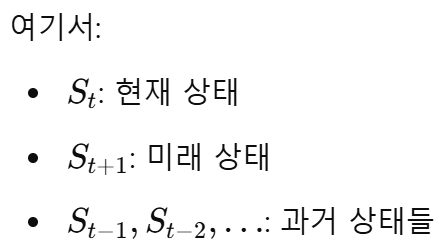 여기서:
• S_t: 현재 상태
• S_{t+1}: 미래 상태
• S_{t−1}, S_{t−2}, …: 과거 상태들